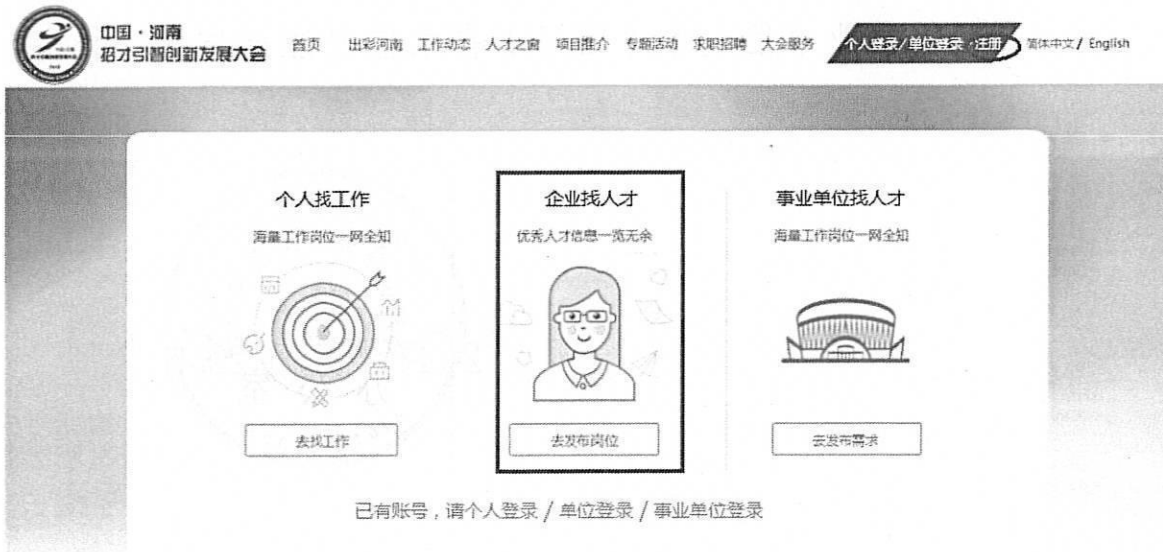 中国·河南
招才引智创新发展大会
首页 出彩河南 工作动态 人才之窗 项目推介 专题活动 求职招聘 大会服务 个人登录/单位登录·注册 简体中文/ English
个人找工作
海量工作岗位一网全知
去找工作
企业找人才
优秀人才信息一览无余
去发布岗位
事业单位找人才
海量工作岗位一网全知
去发布需求
已有账号，请个人登录 / 单位登录 / 事业单位登录